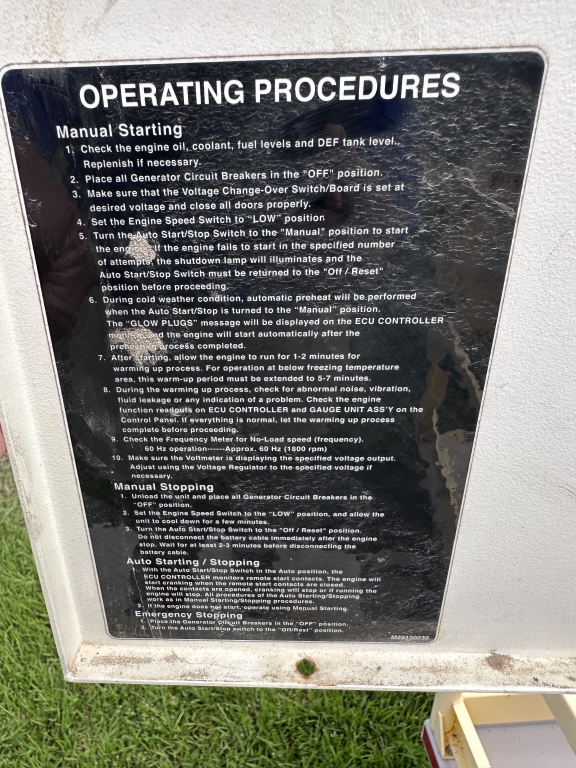 OPERATING PROCEDURES
Manual Starting
1. Check the engine oil, coolant, fuel levels and DEF tank level.
Replenish if necessary.
2. Place all Generator Circuit Breakers in the "OFF" position.
3. Make sure that the Voltage Change-Over Switch/Board is set at
desired voltage and close all doors properly.
4. Set the Engine Speed Switch to "LOW" position
5. Turn the Auto Start/Stop Switch to the "Manual" position to start
the engine. If the engine fails to start in the specified number
of attempts, the shutdown lamp will illuminates and the
Auto Start/Stop Switch must be returned to the "Off / Reset"
position before proceeding.
6. During cold weather condition, automatic preheat will be performed
when the Auto Start/Stop is turned to the "Manual" position.
The "GLOW PLUGS" message will be displayed on the ECU CONTROLLER
and the engine will start automatically after the
process completed.
7. After starting, allow the engine to run for 1-2 minutes for
warming up process. For operation at below freezing temperature
area, this warm-up period must be extended to 5-7 minutes.
8. During the warming up process, check for abnormal noise, vibration,
fluid leakage or any indication of a problem. Check the engine
function readouts on ECU CONTROLLER and GAUGE UNIT ASS'Y on the
Control Panel. If everything is normal, let the warming up process
complete before proceeding.
9. Check the Frequency Meter for No-Load speed (frequency).
60 Hz operation------Approx. 60 Hz (1800 rpm)
10. Make sure the Voltmeter is displaying the specified voltage output.
Adjust using the Voltage Regulator to the specified voltage if
necessary.
Manual Stopping
1. Unload the unit and place all Generator Circuit Breakers in the
"OFF" position.
2. Set the Engine Speed Switch to the "LOW" position, and allow the
unit to cool down for a few minutes.
3. Turn the Auto Start/Stop Switch to the "Off / Reset" position.
Do not disconnect the battery cable immediately after the engine
stop. Wait for at least 2-3 minutes before disconnecting the
battery cable.
Auto Starting / Stopping
1. With the Auto Start/Stop Switch in the Auto position, the
ECU CONTROLLER monitors remote start contacts. The engine will
start cranking when the remote start contacts are closed.
When the contacts are opened, cranking will stop or if running the
engine will stop. All procedures of the Auto Starting/Stopping
work as in Manual Starting/Stopping procedures.
2. If the engine does not start, operate using Manual Starting.
Emergency Stopping
1. Place the Generator Circuit Breakers in the "OFF" position.
2. Turn the Auto Start/Stop switch to the "Off/Rest" position.
M25100030